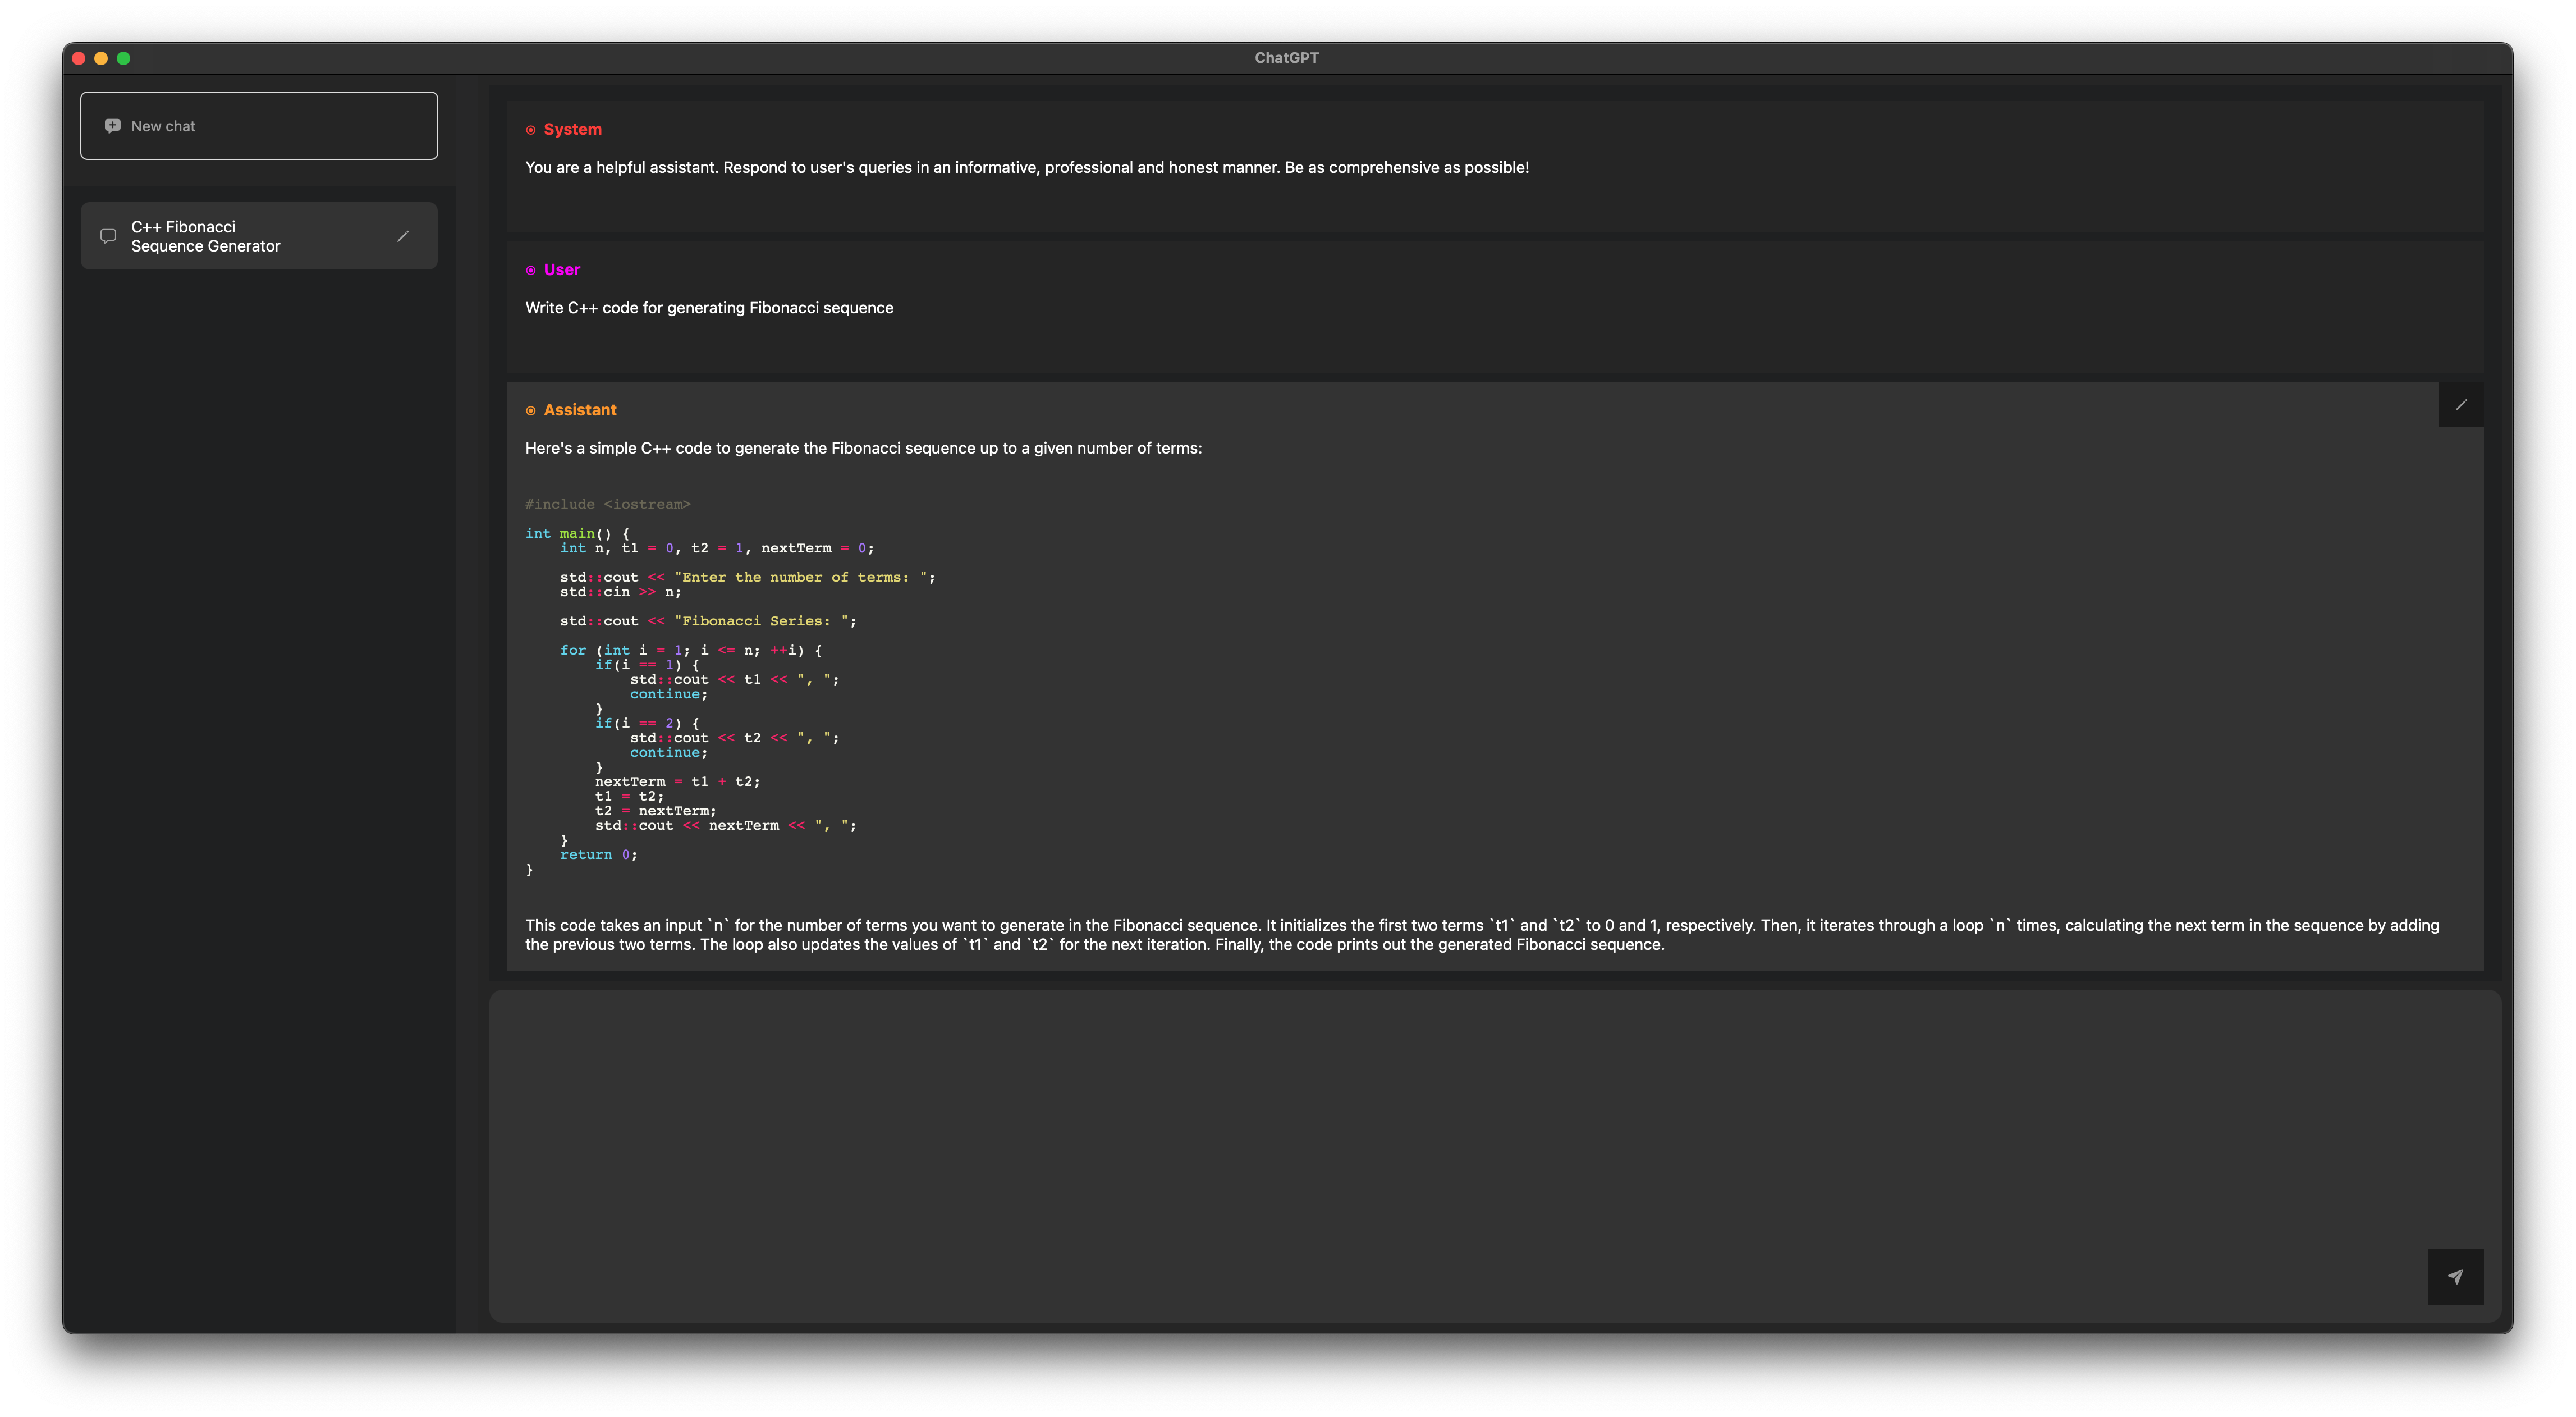 ChatGPT
New chat
C++ Fibonacci
Sequence Generator
System
You are a helpful assistant. Respond to user's queries in an informative, professional and honest manner. Be as comprehensive as possible!
User
Write C++ code for generating Fibonacci sequence
Assistant
Here's a simple C++ code to generate the Fibonacci sequence up to a given number of terms:
#include <iostream>
int main() {
    int n, t1 = 0, t2 = 1, nextTerm = 0;
    std::cout << "Enter the number of terms: ";
    std::cin >> n;
    std::cout << "Fibonacci Series: ";
    for (int i = 1; i <= n; ++i) {
        if(i == 1) {
            std::cout << t1 << ", ";
            continue;
        }
        if(i == 2) {
            std::cout << t2 << ", ";
            continue;
        }
        nextTerm = t1 + t2;
        t1 = t2;
        t2 = nextTerm;
        std::cout << nextTerm << ", ";
    }
    return 0;
}
This code takes an input `n` for the number of terms you want to generate in the Fibonacci sequence. It initializes the first two terms `t1` and `t2` to 0 and 1, respectively. Then, it iterates through a loop `n` times, calculating the next term in the sequence by adding
the previous two terms. The loop also updates the values of `t1` and `t2` for the next iteration. Finally, the code prints out the generated Fibonacci sequence.